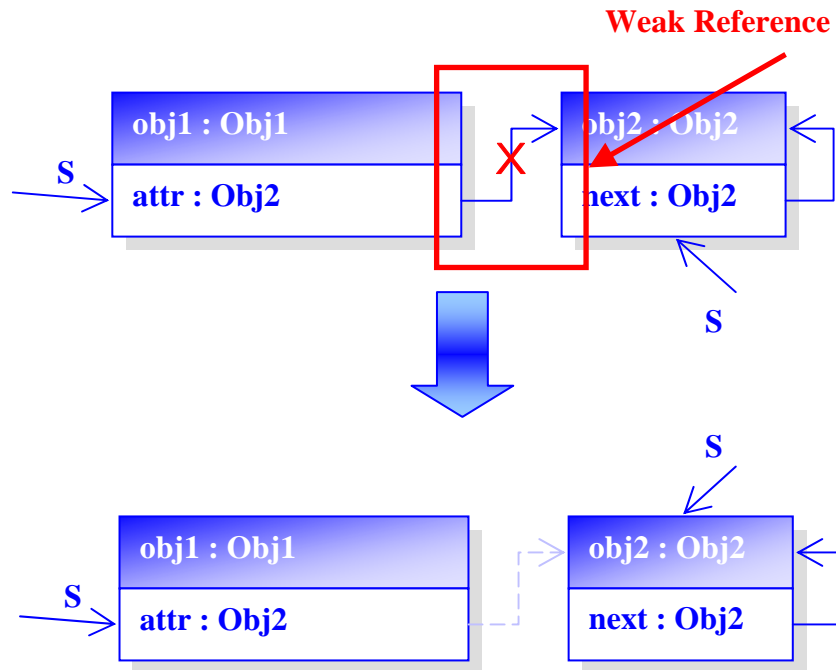 Weak Reference
obj1 : Obj1
obj2 : Obj2
X
S
attr : Obj2
next : Obj2
S
S
obj1 : Obj1
obj2 : Obj2
S
attr : Obj2
next : Obj2